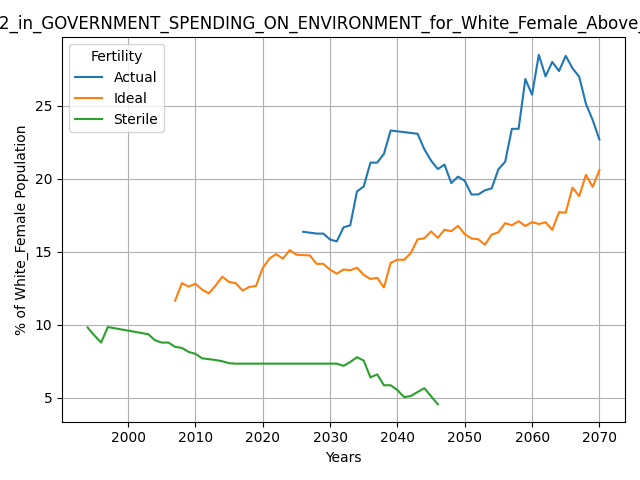 2_in_GOVERNMENT_SPENDING_ON_ENVIRONMENT_for_White_Female_Above_
Fertility
Actual
Ideal
Sterile
% of White_Female Population
25
20
15
10
5
2000 2010 2020 2030 2040 2050 2060 2070
Years